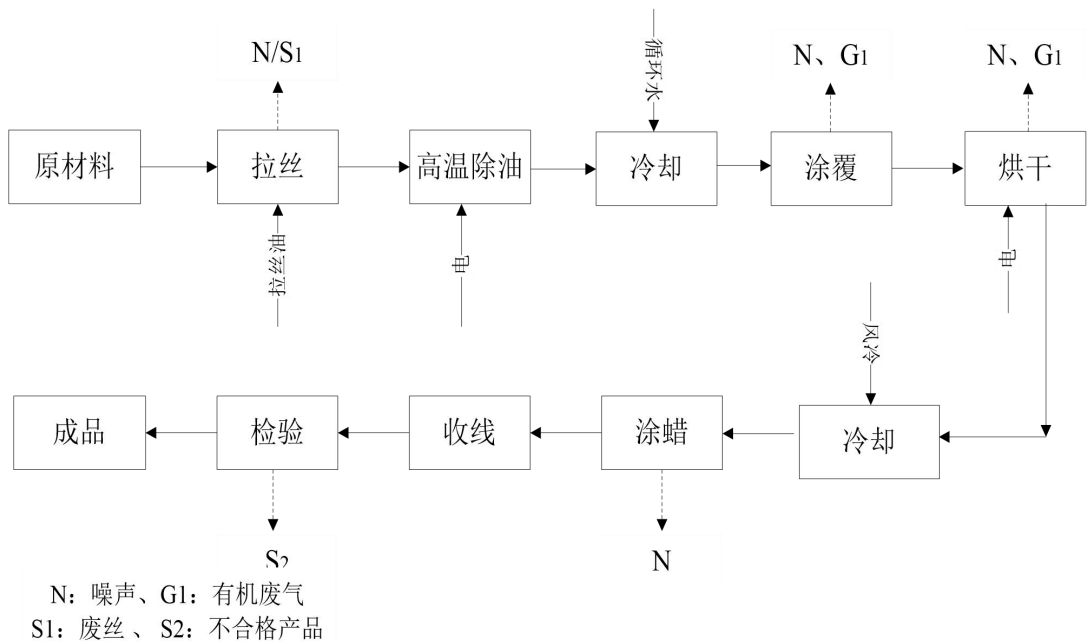 N/S1
循环水
N、G1
N、G1
原材料
拉丝
高温除油
冷却
涂覆
烘干
拉丝油
电
电
风冷
成品
检验
收线
涂蜡
冷却
S2
N
N：噪声、G1：有机废气
S1：废丝 、 S2：不合格产品